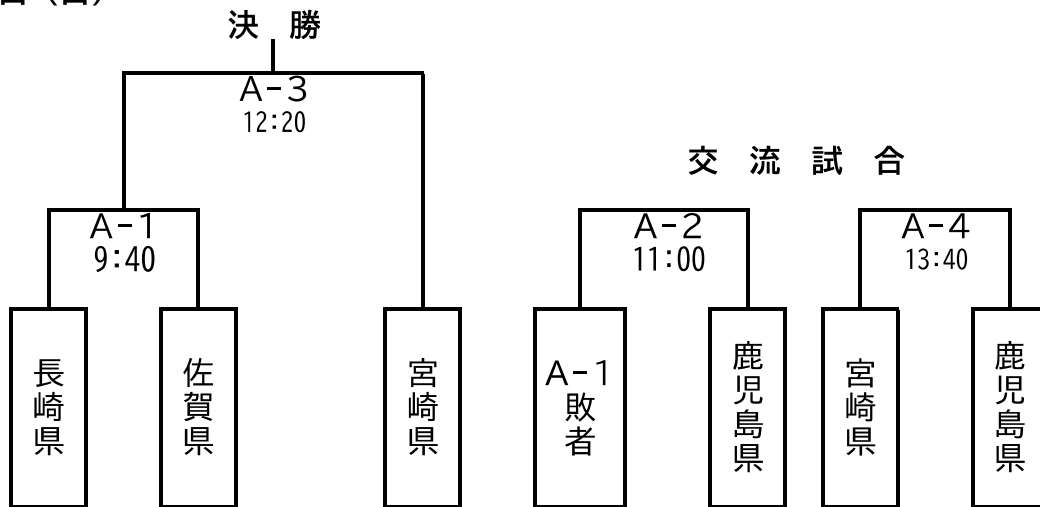 日（日）
決　勝
A-3
12:20
交　流　試　合
A-1
9:40
A-2
11:00
A-4
13:40
長崎県
佐賀県
宮崎県
A-1敗者
鹿児島県
宮崎県
鹿児島県